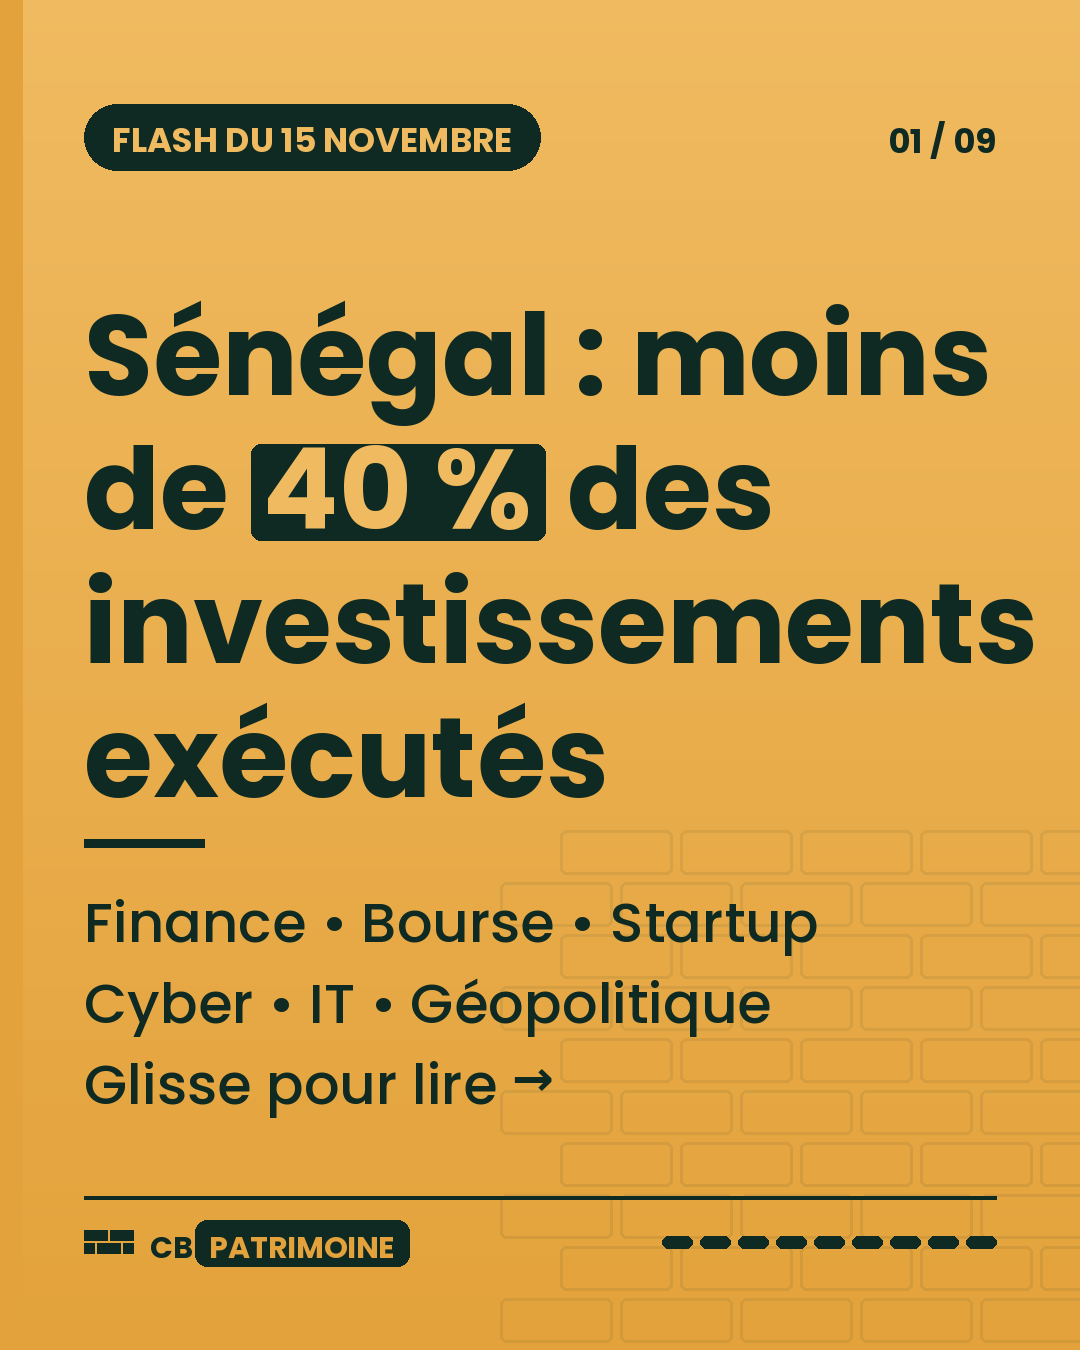 FLASH DU 15 NOVEMBRE
01 / 09
Sénégal : moins
de 40 % des
investissements
exécutés
Finance • Bourse • Startup
Cyber • IT • Géopolitique
Glisse pour lire →
CB PATRIMOINE